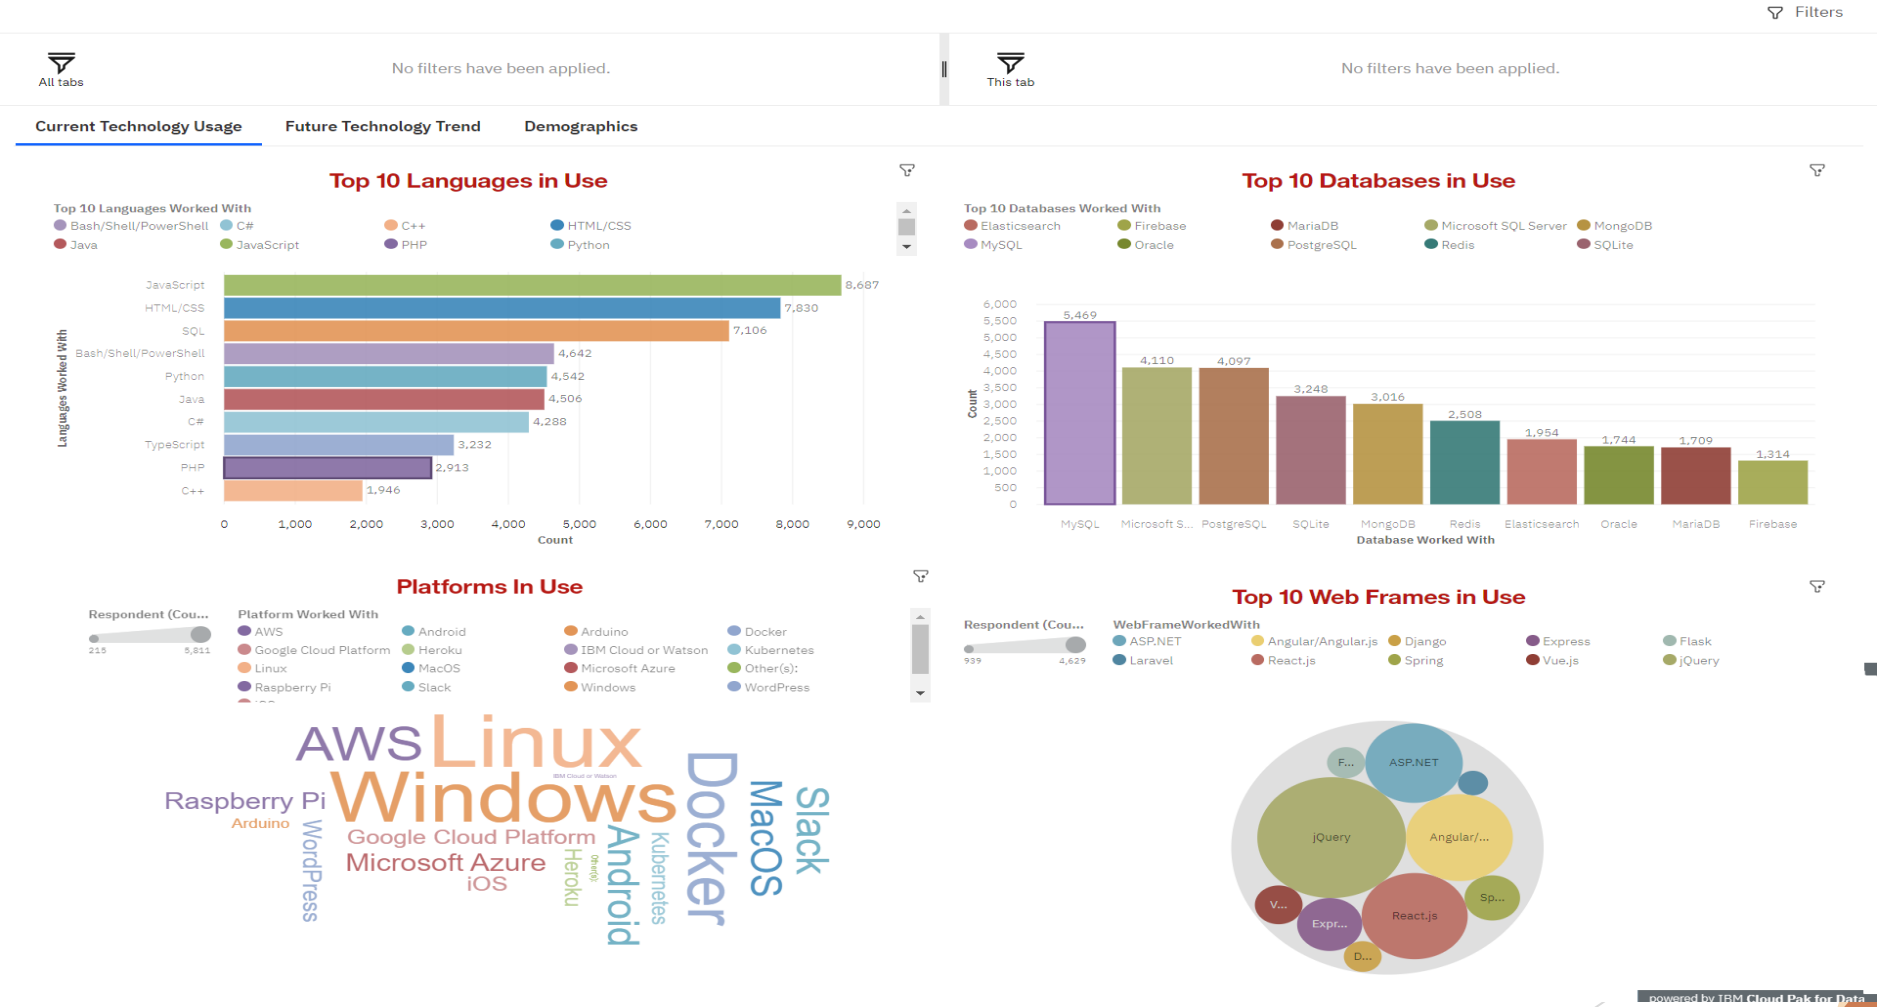 Filters
All tabs
No filters have been applied.
This tab
No filters have been applied.
Current Technology Usage
Future Technology Trend
Demographics
Top 10 Languages in Use
Top 10 Languages Worked With
Bash/Shell/PowerShell
C#
C++
HTML/CSS
Java
JavaScript
PHP
Python
Languages Worked With
JavaScript 8,687
HTML/CSS 7,830
SQL 7,106
Bash/Shell/PowerShell 4,642
Python 4,542
Java 4,506
C# 4,288
TypeScript 3,232
PHP 2,913
C++ 1,946
0 1,000 2,000 3,000 4,000 5,000 6,000 7,000 8,000 9,000
Count
Top 10 Databases in Use
Top 10 Databases Worked With
Elasticsearch
Firebase
MariaDB
Microsoft SQL Server
MongoDB
MySQL
Oracle
PostgreSQL
Redis
SQLite
Count
6,000
5,500
5,000
4,500
4,000
3,500
3,000
2,500
2,000
1,500
1,000
500
0
5,469
4,110
4,097
3,248
3,016
2,508
1,954
1,744
1,709
1,314
MySQL Microsoft S... PostgreSQL SQLite MongoDB Redis Elasticsearch Oracle MariaDB Firebase
Database Worked With
Platforms In Use
Respondent (Cou...
215 5,811
Platform Worked With
AWS
Android
Arduino
Docker
Google Cloud Platform
Heroku
IBM Cloud or Watson
Kubernetes
Linux
MacOS
Microsoft Azure
Other(s):
Raspberry Pi
Slack
Windows
WordPress
iOS
AWS
Linux
IBM Cloud or Watson
Windows
Raspberry Pi
Arduino
WordPress
Google Cloud Platform
Microsoft Azure
iOS
Heroku
Other(s):
Android
Kubernetes
Docker
MacOS
Slack
Top 10 Web Frames in Use
Respondent (Cou...
939 4,629
WebFrameWorkedWith
ASP.NET
Angular/Angular.js
Django
Express
Flask
Laravel
React.js
Spring
Vue.js
jQuery
F...
ASP.NET
jQuery
Angular/...
V...
Expr...
React.js
Sp...
D...
powered by IBM Cloud Pak for Data